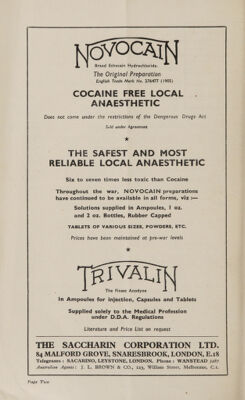 NOVOCAIN
Brand Ethocain Hydrochloride.
The Original Preparation
English Trade Mark No. 276477 (1905)
COCAINE FREE LOCAL
ANAESTHETIC
Does not come under the restrictions of the Dangerous Drugs Act
Sold under Agreement
*
THE SAFEST AND MOST
RELIABLE LOCAL ANAESTHETIC
Six to seven times less toxic than Cocaine
Throughout the war, NOVOCAIN preparations
have continued to be available in all forms, viz :—
Solutions supplied in Ampoules, 1 oz.
and 2 oz. Bottles, Rubber Capped
TABLETS OF VARIOUS SIZES, POWDERS, ETC.
Prices have been maintained at pre-war levels
*
TRIVALIN
The Finest Anodyne
in Ampoules for injection, Capsules and Tablets
Supplied solely to the Medical Profession
under D.D.A. Regulations
Literature and Price List on request
THE SACCHARIN CORPORATION LTD.
84 MALFORD GROVE, SNARESBROOK, LONDON, E.18
Telegrams : SACARINO, LEYSTONE, LONDON. Phone : WANSTEAD 3287
Australian Agents : J. L. BROWN & CO., 123, William Street, Melbourne, C.1.
Page Two